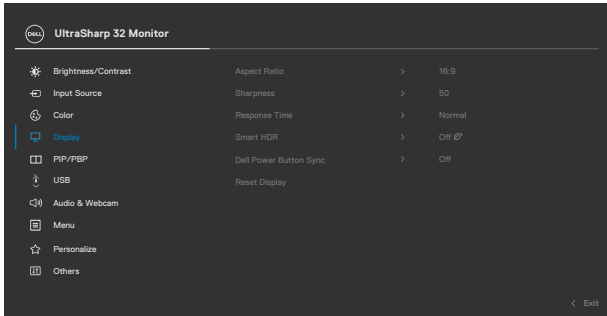 DELL UltraSharp 32 Monitor
Brightness/Contrast Aspect Ratio > 16:9
Input Source Sharpness > 50
Color Response Time > Normal
Display Smart HDR > Off
PIP/PBP Dell Power Button Sync > Off
USB Reset Display
Audio & Webcam
Menu
Personalize
Others
< Exit